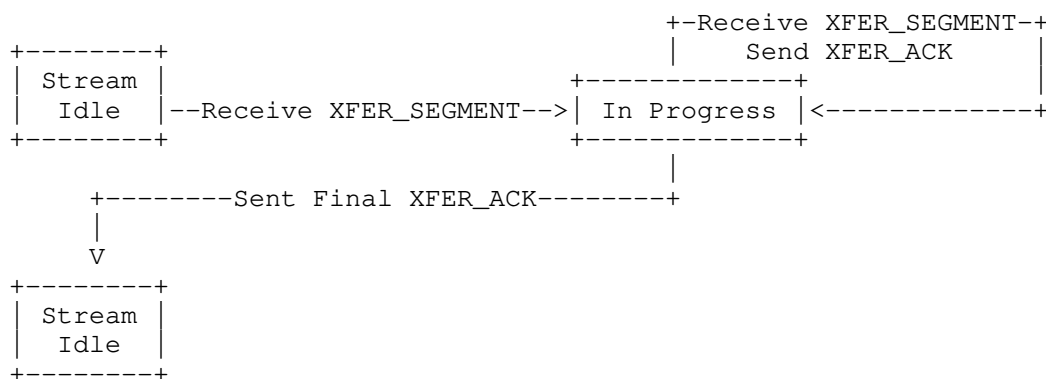 Receive XFER_SEGMENT
Send XFER_ACK
Stream
Idle
Receive XFER_SEGMENT
In Progress
Sent Final XFER_ACK
Stream
Idle